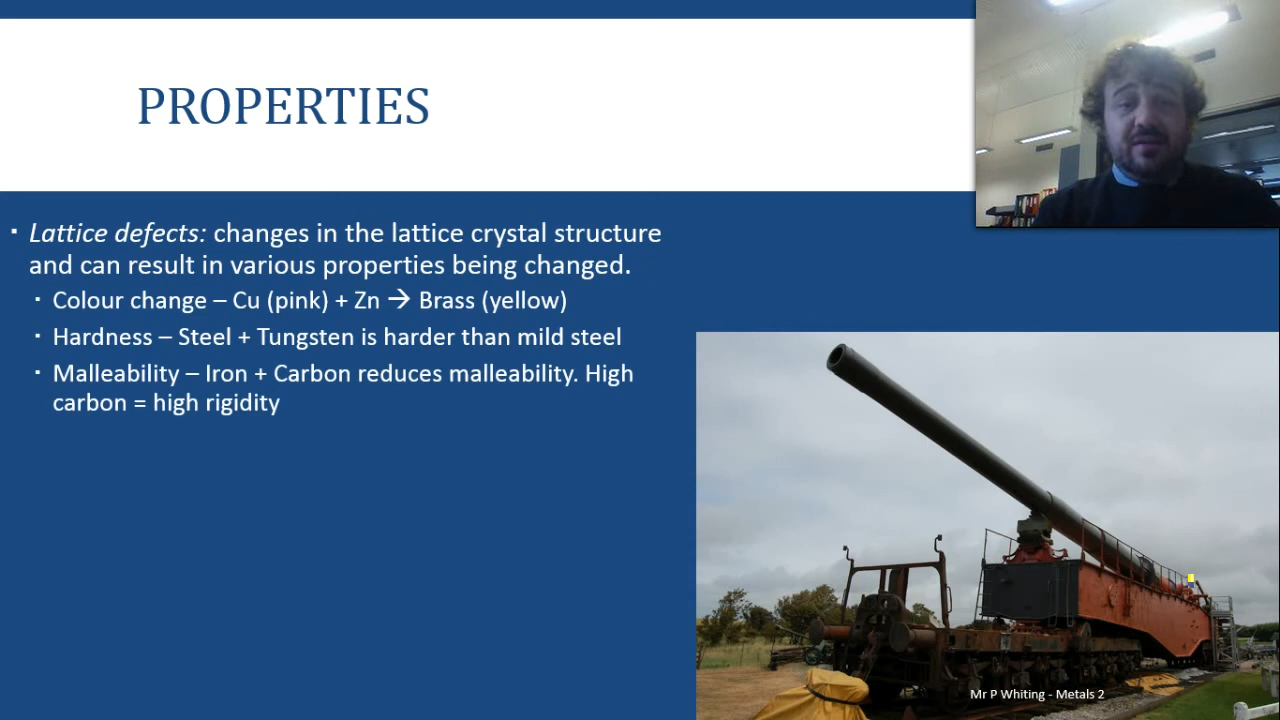 PROPERTIES
▪ Lattice defects: changes in the lattice crystal structure
and can result in various properties being changed.
▪ Colour change – Cu (pink) + Zn → Brass (yellow)
▪ Hardness – Steel + Tungsten is harder than mild steel
▪ Malleability – Iron + Carbon reduces malleability. High
carbon = high rigidity
Mr P Whiting - Metals 2